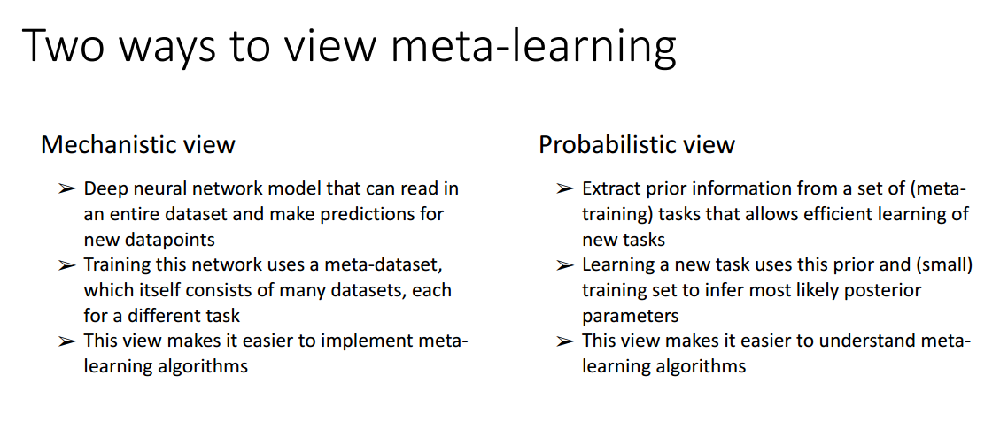 Two ways to view meta-learning
Mechanistic view
➢ Deep neural network model that can read in
an entire dataset and make predictions for
new datapoints
➢ Training this network uses a meta-dataset,
which itself consists of many datasets, each
for a different task
➢ This view makes it easier to implement meta-
learning algorithms
Probabilistic view
➢ Extract prior information from a set of (meta-
training) tasks that allows efficient learning of
new tasks
➢ Learning a new task uses this prior and (small)
training set to infer most likely posterior
parameters
➢ This view makes it easier to understand meta-
learning algorithms